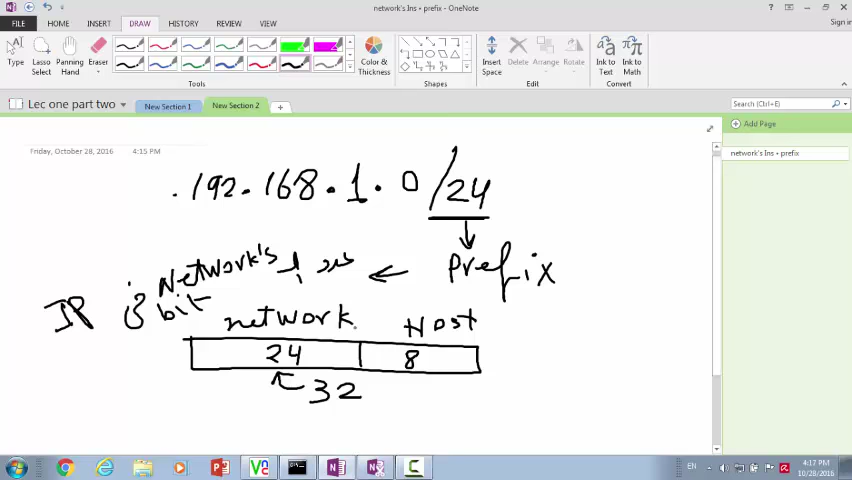 network's Ins + prefix - OneNote
Sign in
FILE HOME INSERT DRAW HISTORY REVIEW VIEW
Type Lasso Select Panning Hand Eraser Color & Thickness Insert Space Delete Arrange Rotate Ink to Text Ink to Math
Tools Shapes Edit Convert
Lec one part two New Section 1 New Section 2 Search (Ctrl+E)
Add Page
network's Ins + prefix
Friday, October 28, 2016 4:15 PM
.192.168.1.0/24
Prefix
Network's
IP في bit
network Host
24 8
32
EN 4:17 PM
10/28/2016